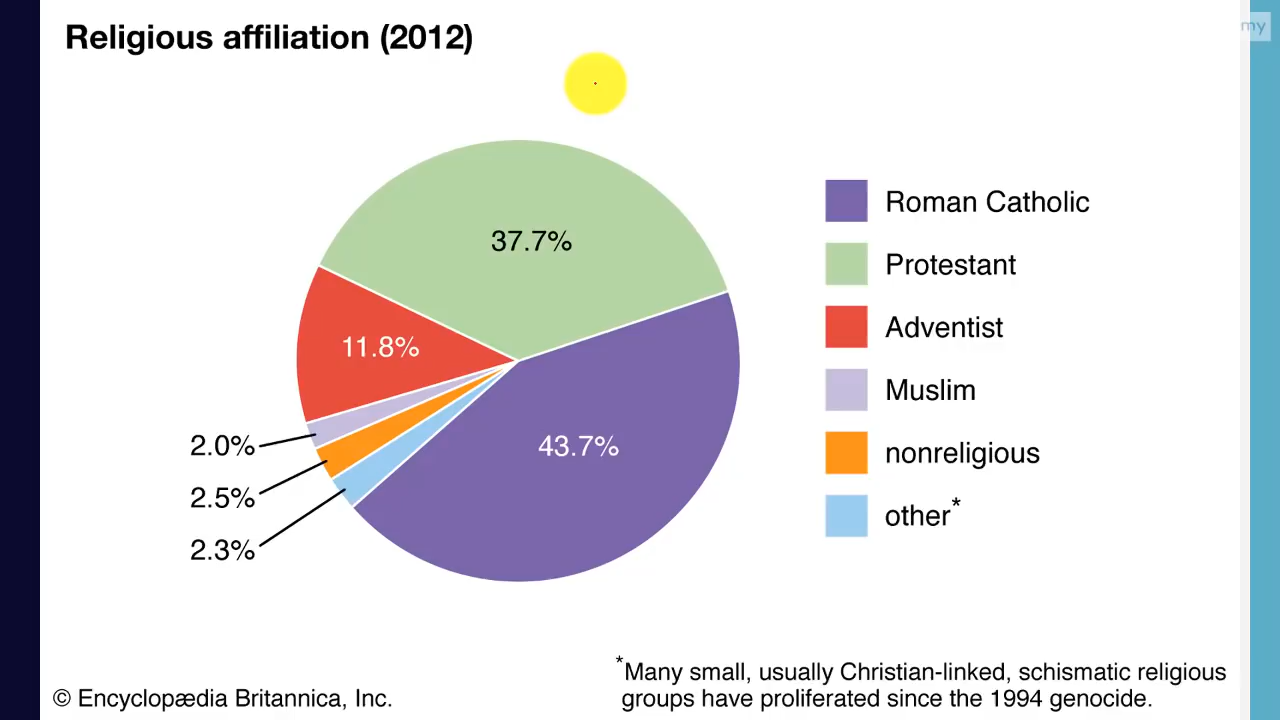 Religious affiliation (2012)
my
37.7%
11.8%
43.7%
2.0%
2.5%
2.3%
Roman Catholic
Protestant
Adventist
Muslim
nonreligious
other*
*Many small, usually Christian-linked, schismatic religious
groups have proliferated since the 1994 genocide.
© Encyclopædia Britannica, Inc.